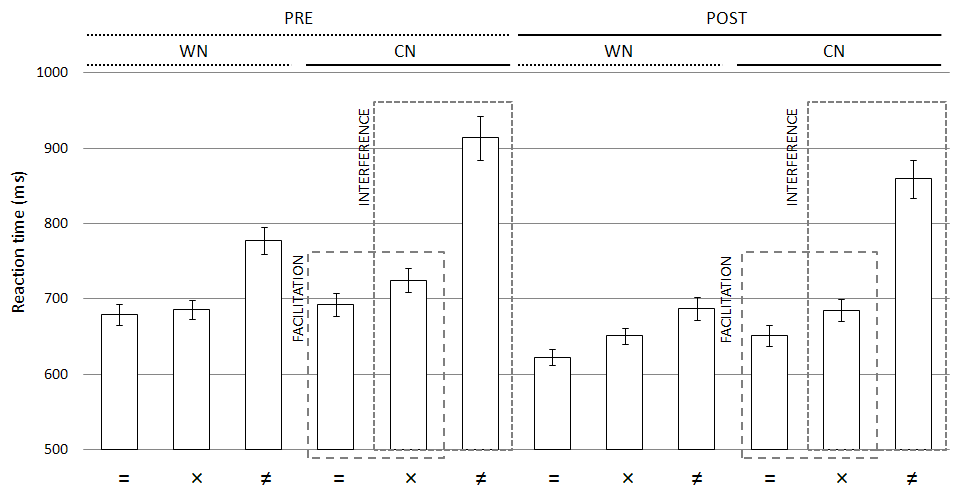 PRE POST
WN CN WN CN
1000
900
800
700
600
500
Reaction time (ms)
FACILITATION
INTERFERENCE
FACILITATION
INTERFERENCE
= × ≠ = × ≠ = × ≠ = × ≠